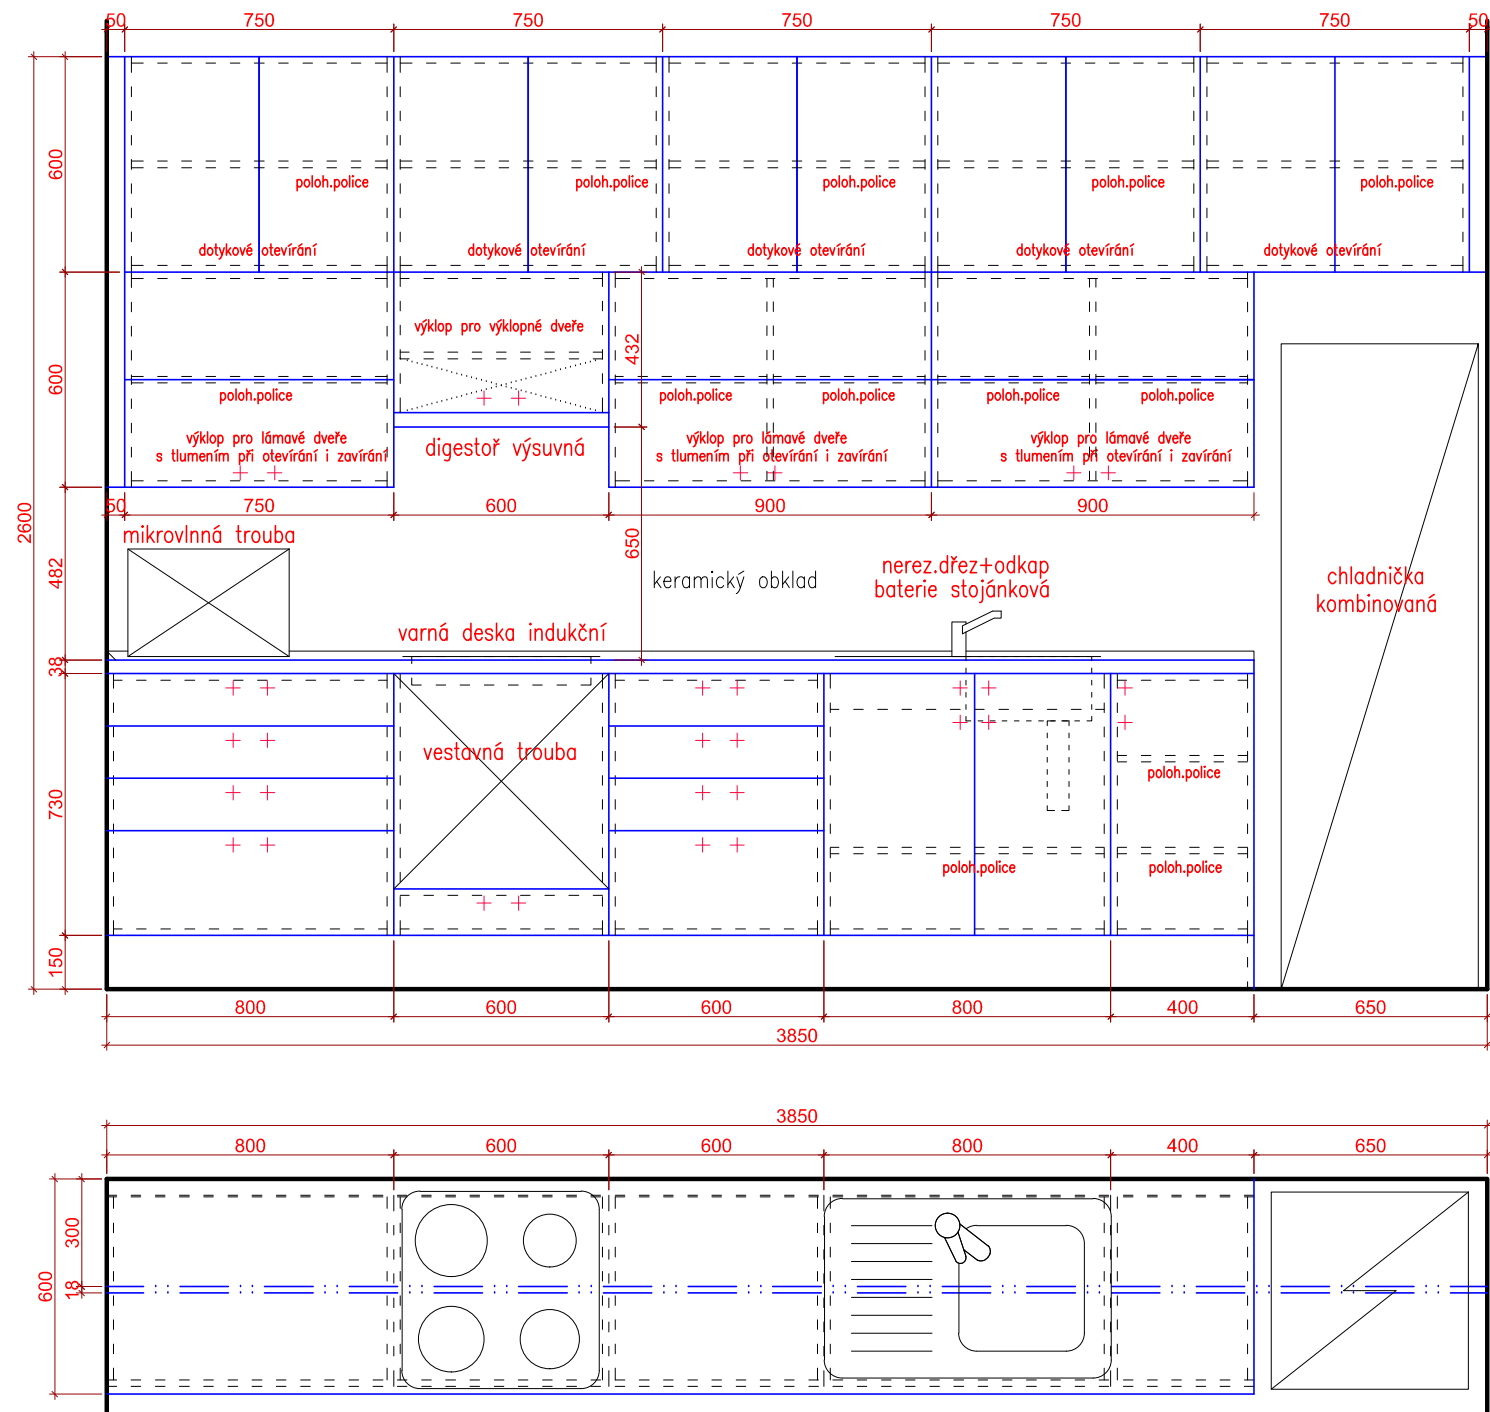 50 750 750 750 750 750 50
600
poloh.police poloh.police poloh.police poloh.police poloh.police
dotykové otevírání dotykové otevírání dotykové otevírání dotykové otevírání dotykové otevírání
výklop pro výklopné dveře
432
600
poloh.police poloh.police poloh.police poloh.police poloh.police
výklop pro lámavé dveře výklop pro lámavé dveře výklop pro lámavé dveře
s tlumením při otevírání i zavírání s tlumením při otevírání i zavírání s tlumením při otevírání i zavírání
digestoř výsuvná
50 750 600 900 900
2600
mikrovlnná trouba
650
482
keramický obklad
nerez.dřez+odkap
baterie stojánková
chladnička
kombinovaná
varná deska indukční
38
vestavná trouba
poloh.police
730
poloh.police poloh.police
150
800 600 600 800 400 650
3850
3850
800 600 600 800 400 650
300
600
18